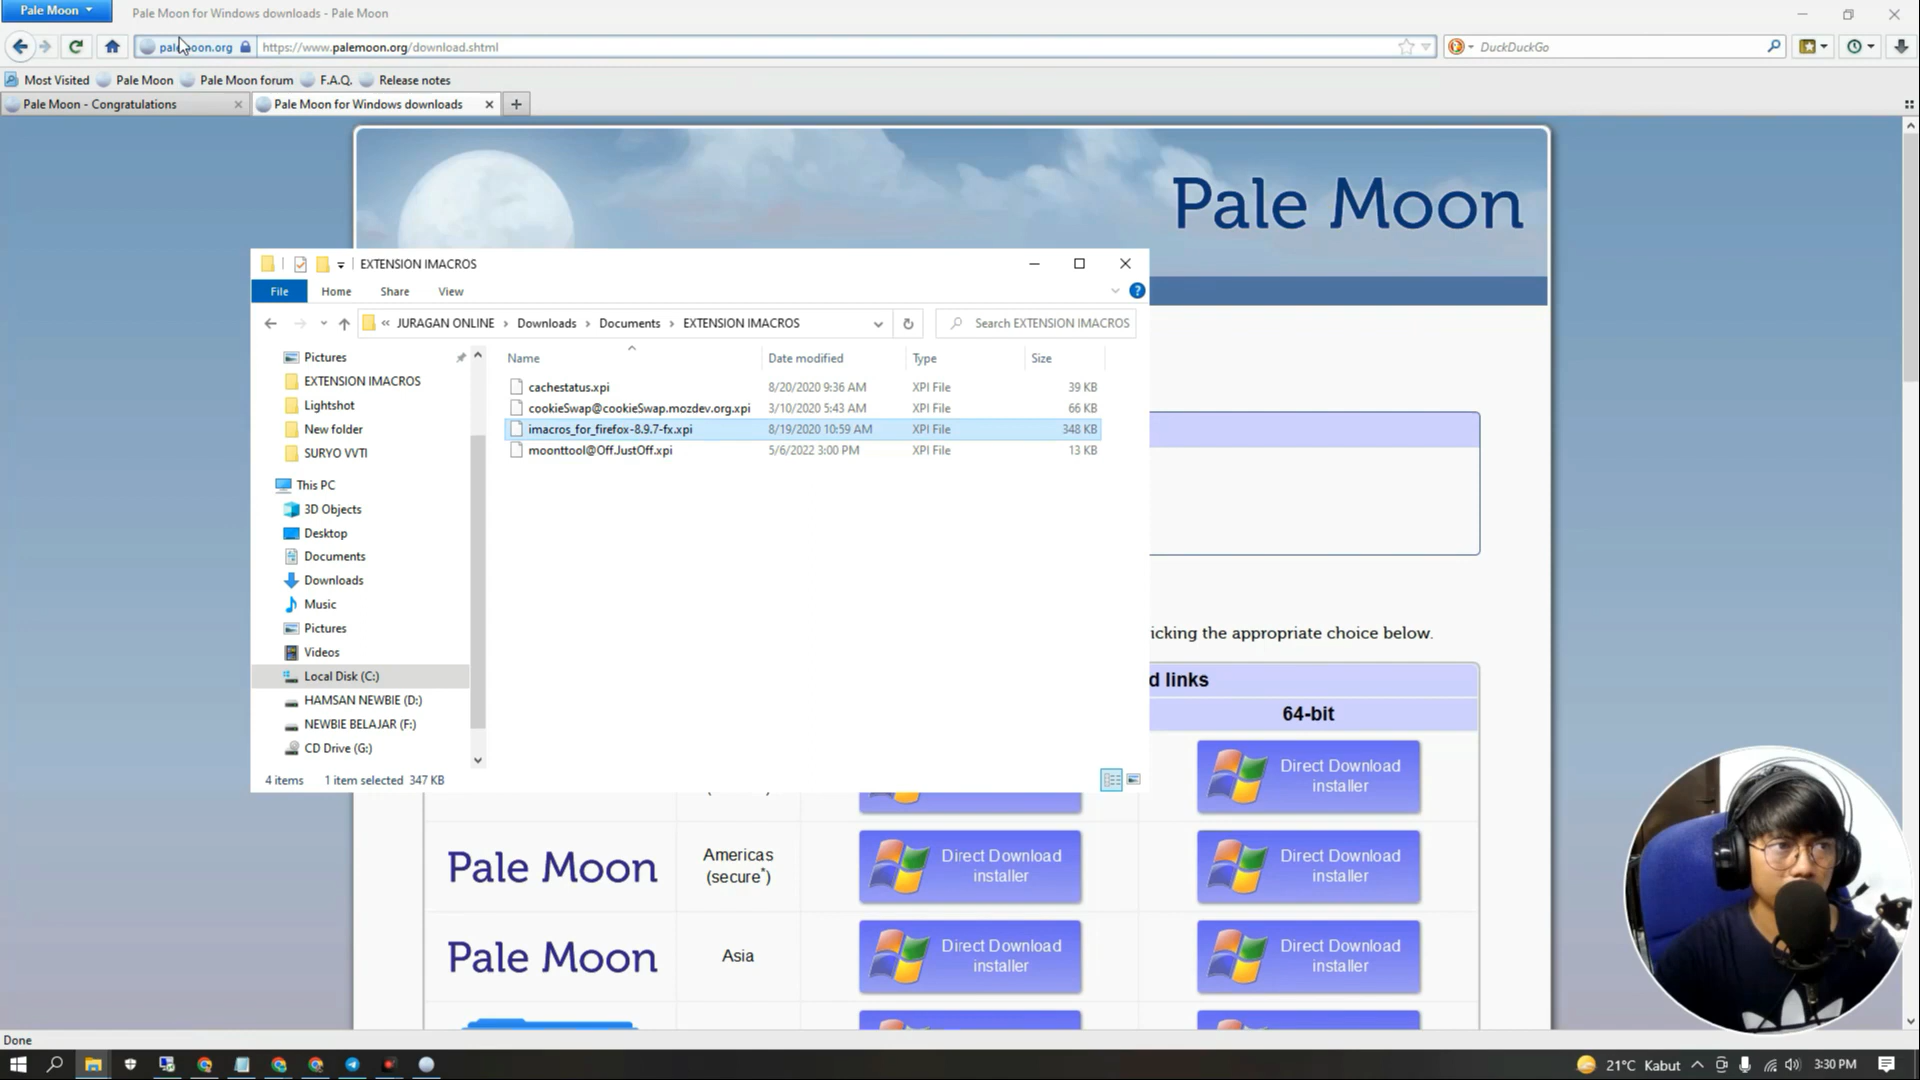 Pale Moon
Pale Moon for Windows downloads - Pale Moon
palemoon.org
https://www.palemoon.org/download.shtml
DuckDuckGo
Most Visited
Pale Moon
Pale Moon forum
F.A.Q.
Release notes
Pale Moon - Congratulations
Pale Moon for Windows downloads
Pale Moon
EXTENSION IMACROS
File
Home
Share
View
« JURAGAN ONLINE > Downloads > Documents > EXTENSION IMACROS
Search EXTENSION IMACROS
Name
Date modified
Type
Size
cachestatus.xpi 8/20/2020 9:36 AM XPI File 39 KB
cookieSwap@cookieSwap.mozdev.org.xpi 3/10/2020 5:43 AM XPI File 66 KB
imacros_for_firefox-8.9.7-fx.xpi 8/19/2020 10:59 AM XPI File 348 KB
moonttool@Off.JustOff.xpi 5/6/2022 3:00 PM XPI File 13 KB
Pictures
EXTENSION IMACROS
Lightshot
New folder
SURYO VVTI
This PC
3D Objects
Desktop
Documents
Downloads
Music
Pictures
Videos
Local Disk (C:)
HAMSAN NEWBIE (D:)
NEWBIE BELAJAR (F:)
CD Drive (G:)
4 items
1 item selected 347 KB
icking the appropriate choice below.
d links
64-bit
Direct Download
installer
Pale Moon
Americas
(secure*)
Direct Download
installer
Direct Download
installer
Pale Moon
Asia
Direct Download
installer
Direct Download
installer
Done
21°C Kabut
3:30 PM